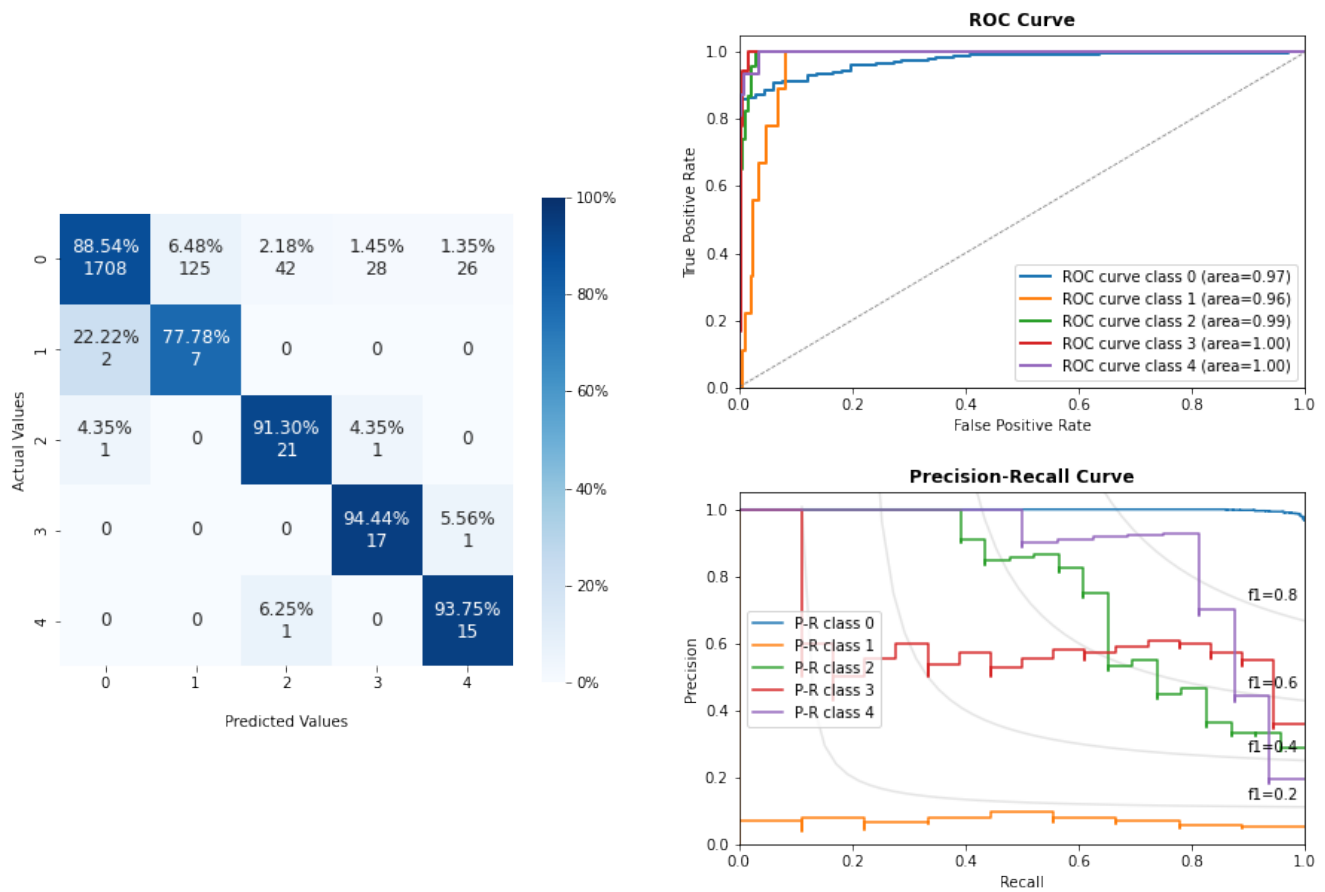 88.54% 6.48% 2.18% 1.45% 1.35%
0 1708 125 42 28 26
22.22% 77.78%
1 2 7 0 0 0
4.35% 91.30% 4.35%
2 1 0 21 1 0
94.44% 5.56%
3 0 0 0 17 1
6.25% 93.75%
4 0 0 1 0 15
0 1 2 3 4
Actual Values
Predicted Values
100%
80%
60%
40%
20%
0%
ROC Curve
1.0
0.8
0.6
0.4
0.2
0.0
True Positive Rate
ROC curve class 0 (area=0.97)
ROC curve class 1 (area=0.96)
ROC curve class 2 (area=0.99)
ROC curve class 3 (area=1.00)
ROC curve class 4 (area=1.00)
0.0 0.2 0.4 0.6 0.8 1.0
False Positive Rate
Precision-Recall Curve
1.0
0.8
0.6
0.4
0.2
0.0
Precision
P-R class 0
P-R class 1
P-R class 2
P-R class 3
P-R class 4
f1=0.8
f1=0.6
f1=0.4
f1=0.2
0.0 0.2 0.4 0.6 0.8 1.0
Recall